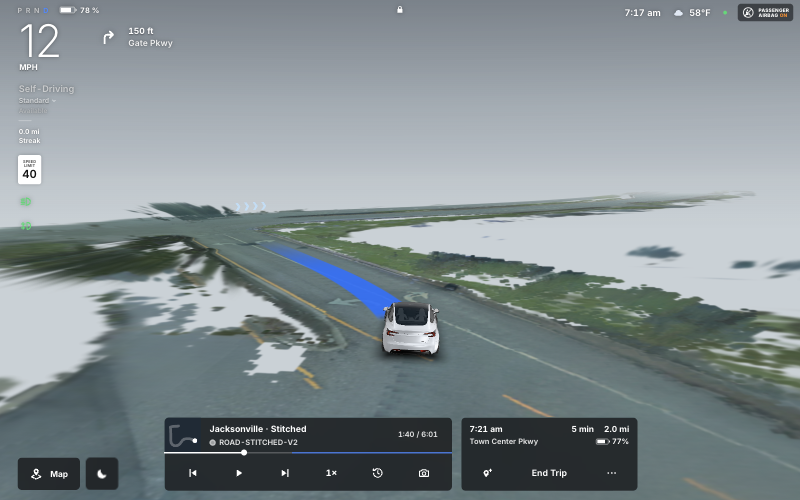 P R N
78 %
7:17 am
58°F
PASSENGER
AIRBAG ON
12
MPH
150 ft
Gate Pkwy
Self-Driving
Standard
0.0 mi
Streak
SPEED
LIMIT
40
Jacksonville · Stitched
ROAD-STITCHED-V2
1:40 / 6:01
1×
7:21 am
5 min
2.0 mi
Town Center Pkwy
77%
End Trip
Map